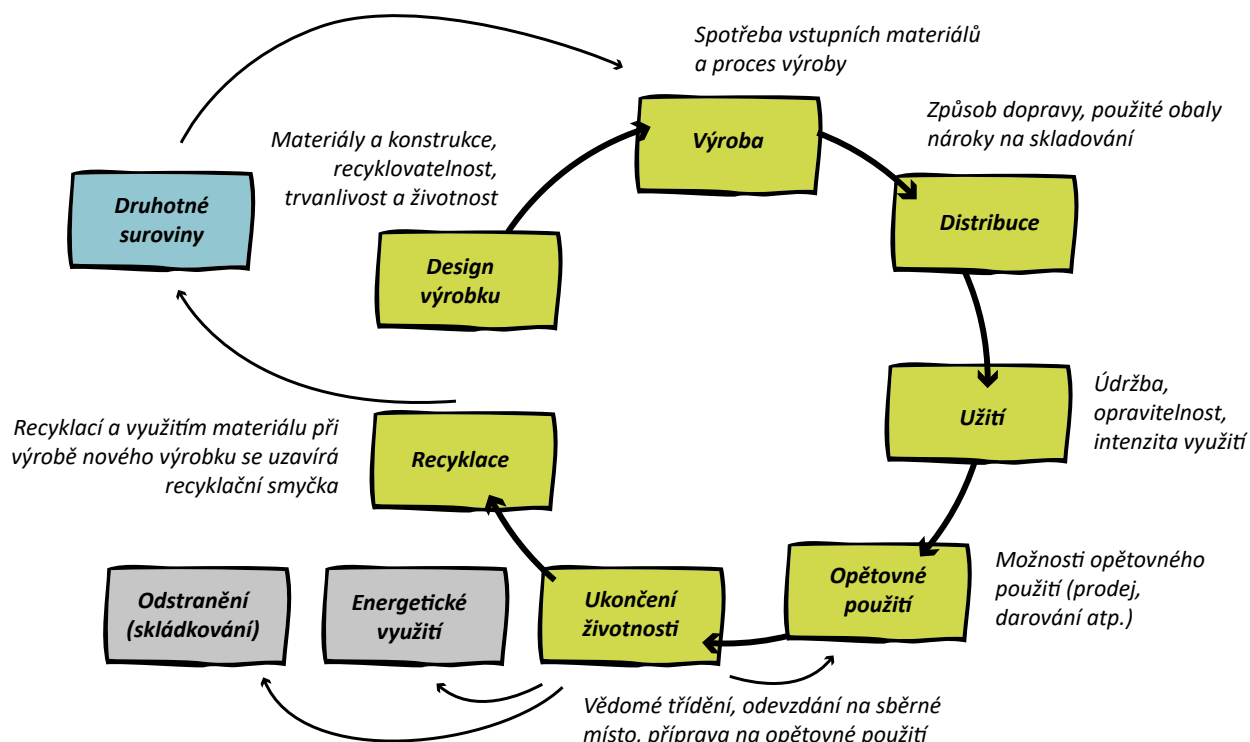 Spotřeba vstupních materiálů
a proces výroby
Výroba
Způsob dopravy, použité obaly
nároky na skladování
Distribuce
Materiály a konstrukce,
recyklovatelnost,
trvanlivost a životnost
Design
výrobku
Druhotné
suroviny
Užití
Údržba,
opravitelnost,
intenzita využití
Recyklací a využitím materiálu při
výrobě nového výrobku se uzavírá
recyklační smyčka
Recyklace
Opětovné
použití
Možnosti opětovného
použití (prodej,
darování atp.)
Ukončení
životnosti
Energetické
využití
Odstranění
(skládkování)
Vědomé třídění, odevzdání na sběrné
místo, příprava na opětovné použití